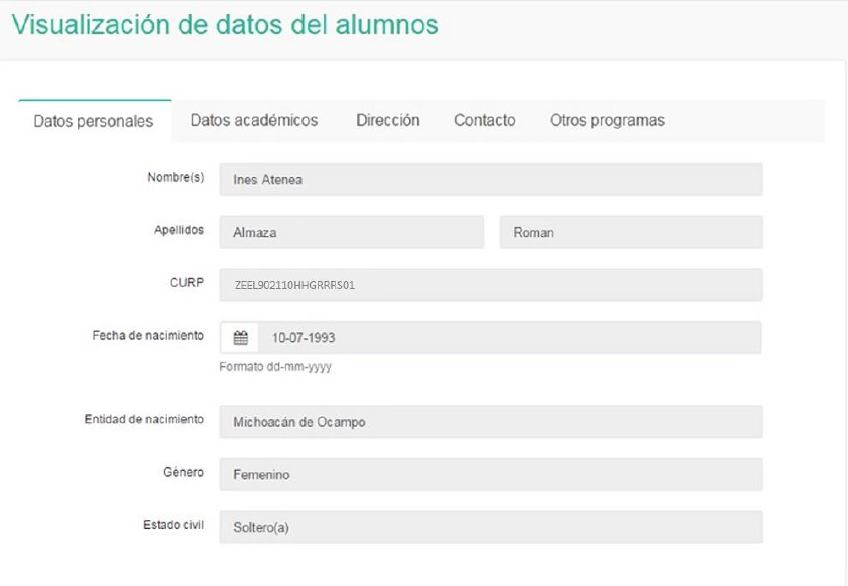 Visualización de datos del alumnos
Datos personales Datos académicos Dirección Contacto Otros programas
Nombre(s) Ines Atenea
Apellidos Almaza Roman
CURP ZEEL902110HHGRRRS01
Fecha de nacimiento 10-07-1993
Formato dd-mm-yyyy
Entidad de nacimiento Michoacán de Ocampo
Género Femenino
Estado civil Soltero(a)